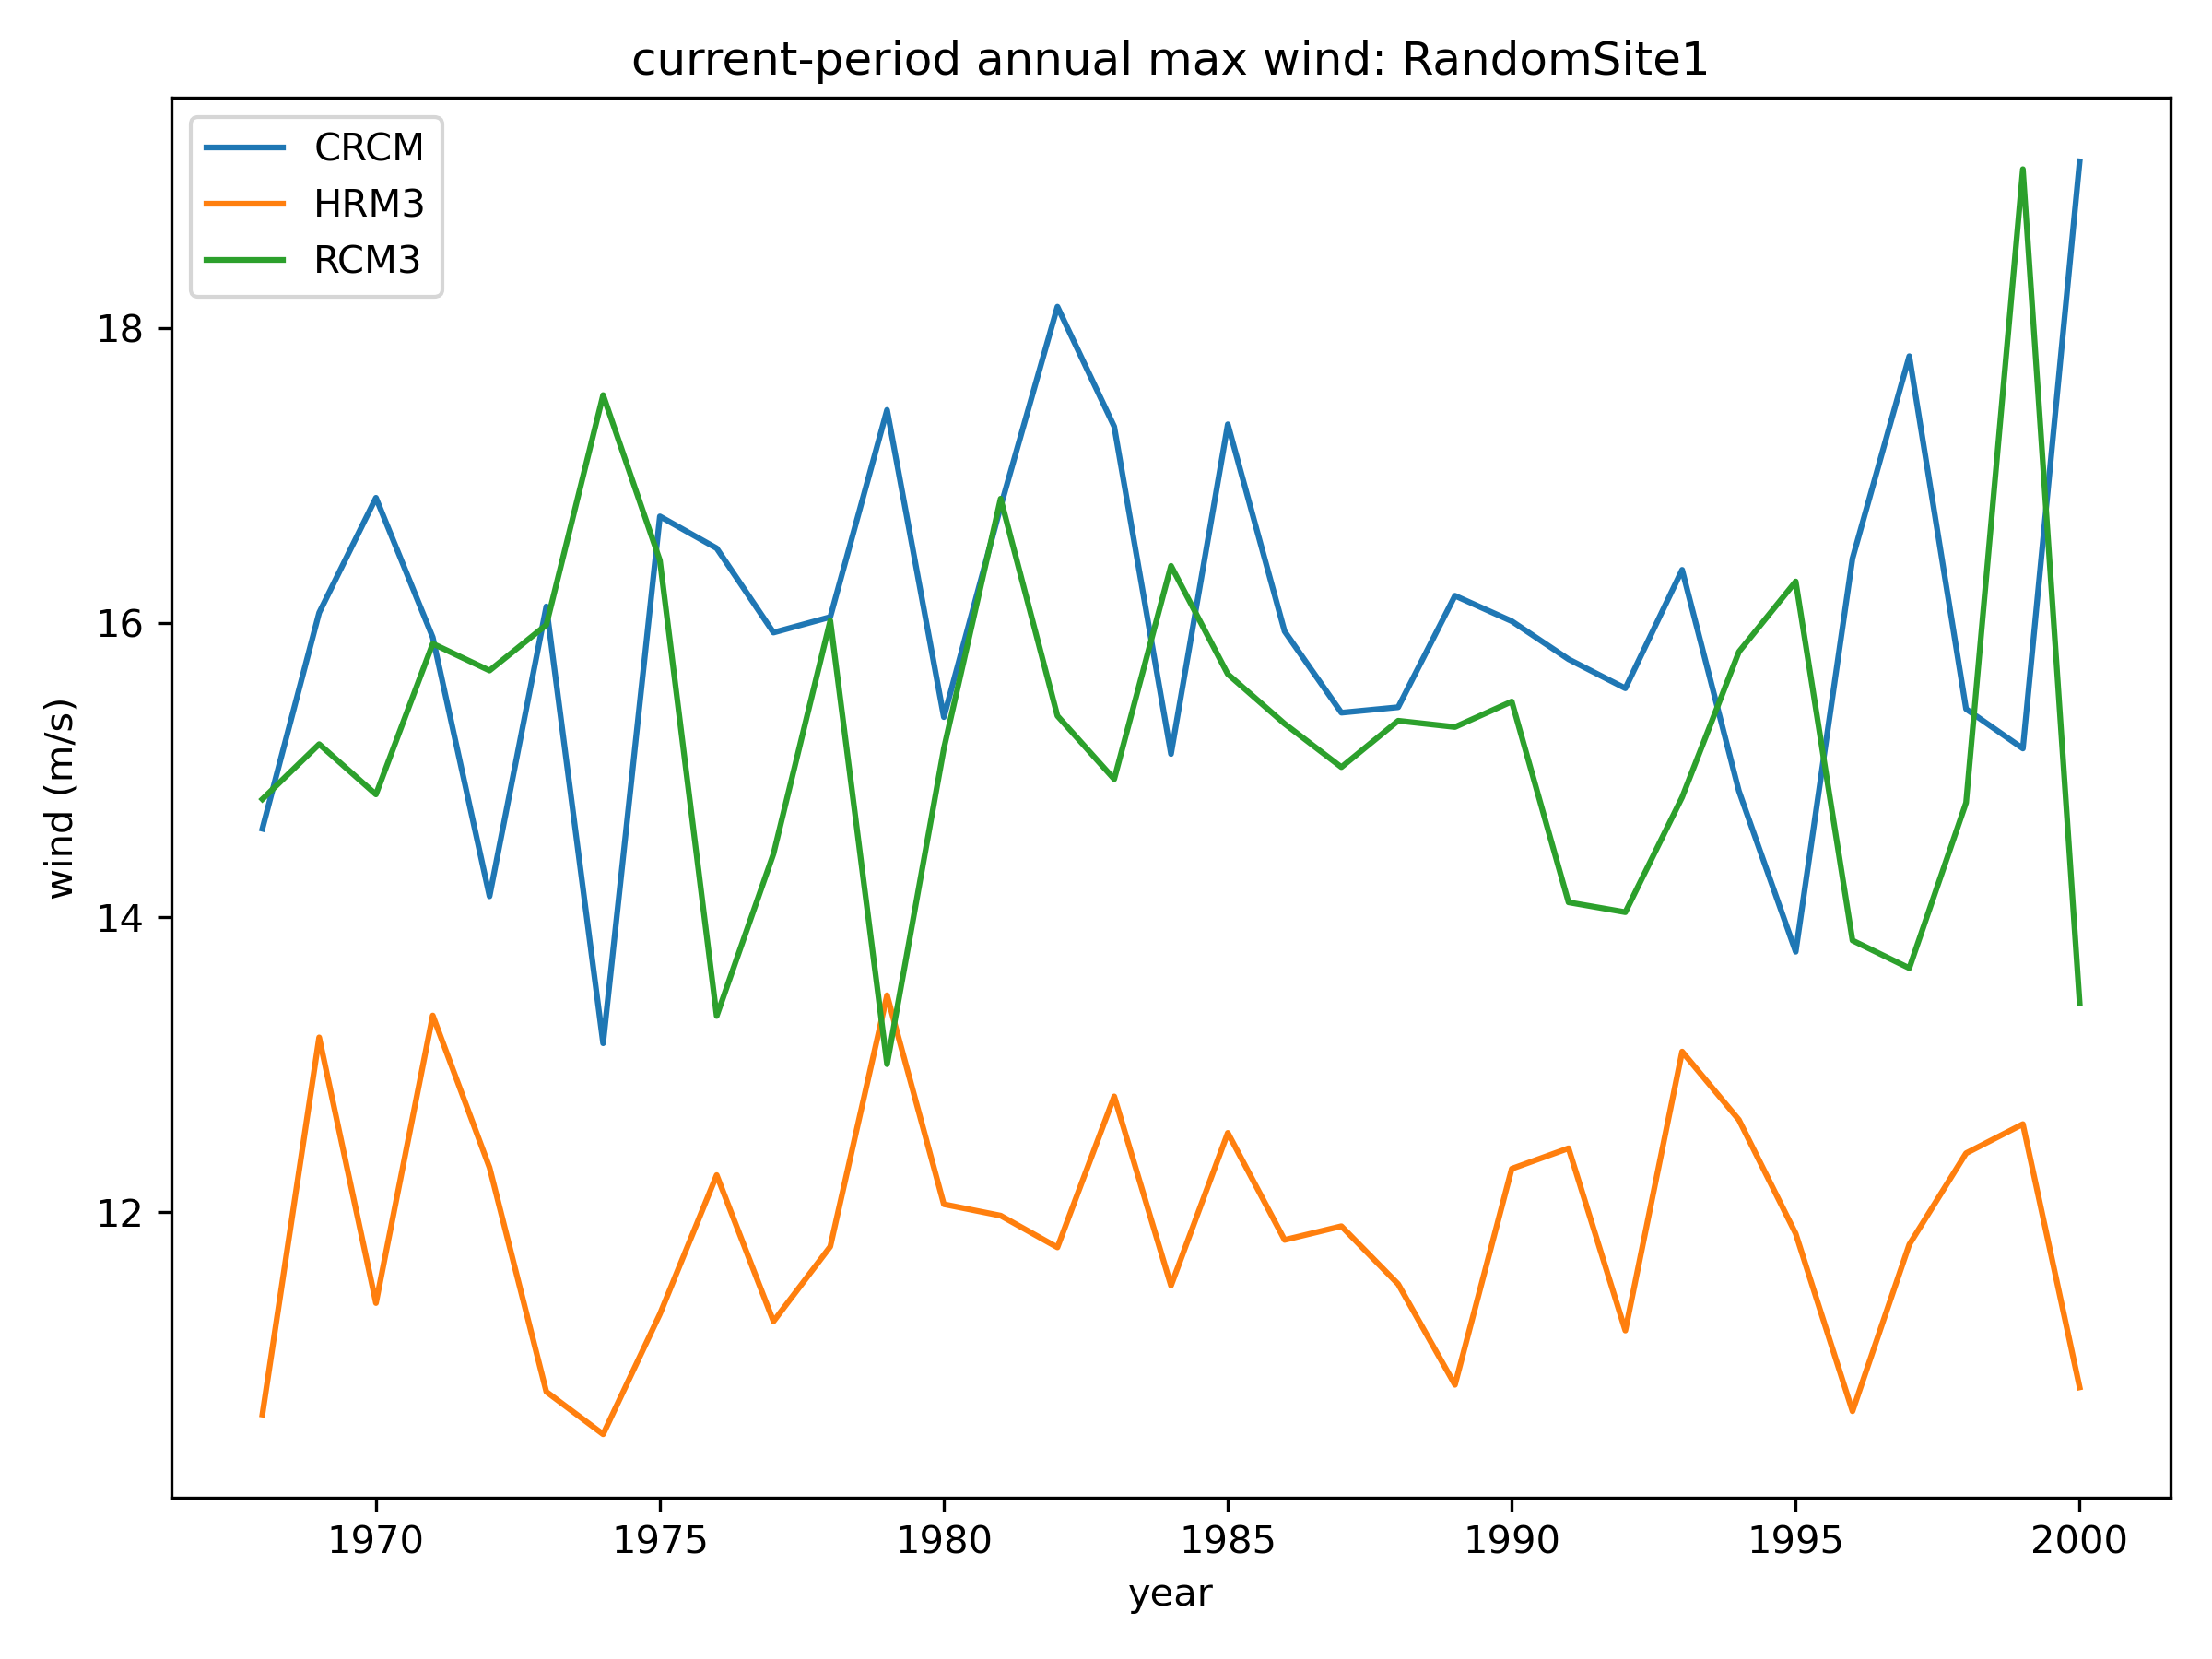 current-period annual max wind: RandomSite1
CRCM
HRM3
RCM3
18
16
14
12
wind (m/s)
1970 1975 1980 1985 1990 1995 2000
year